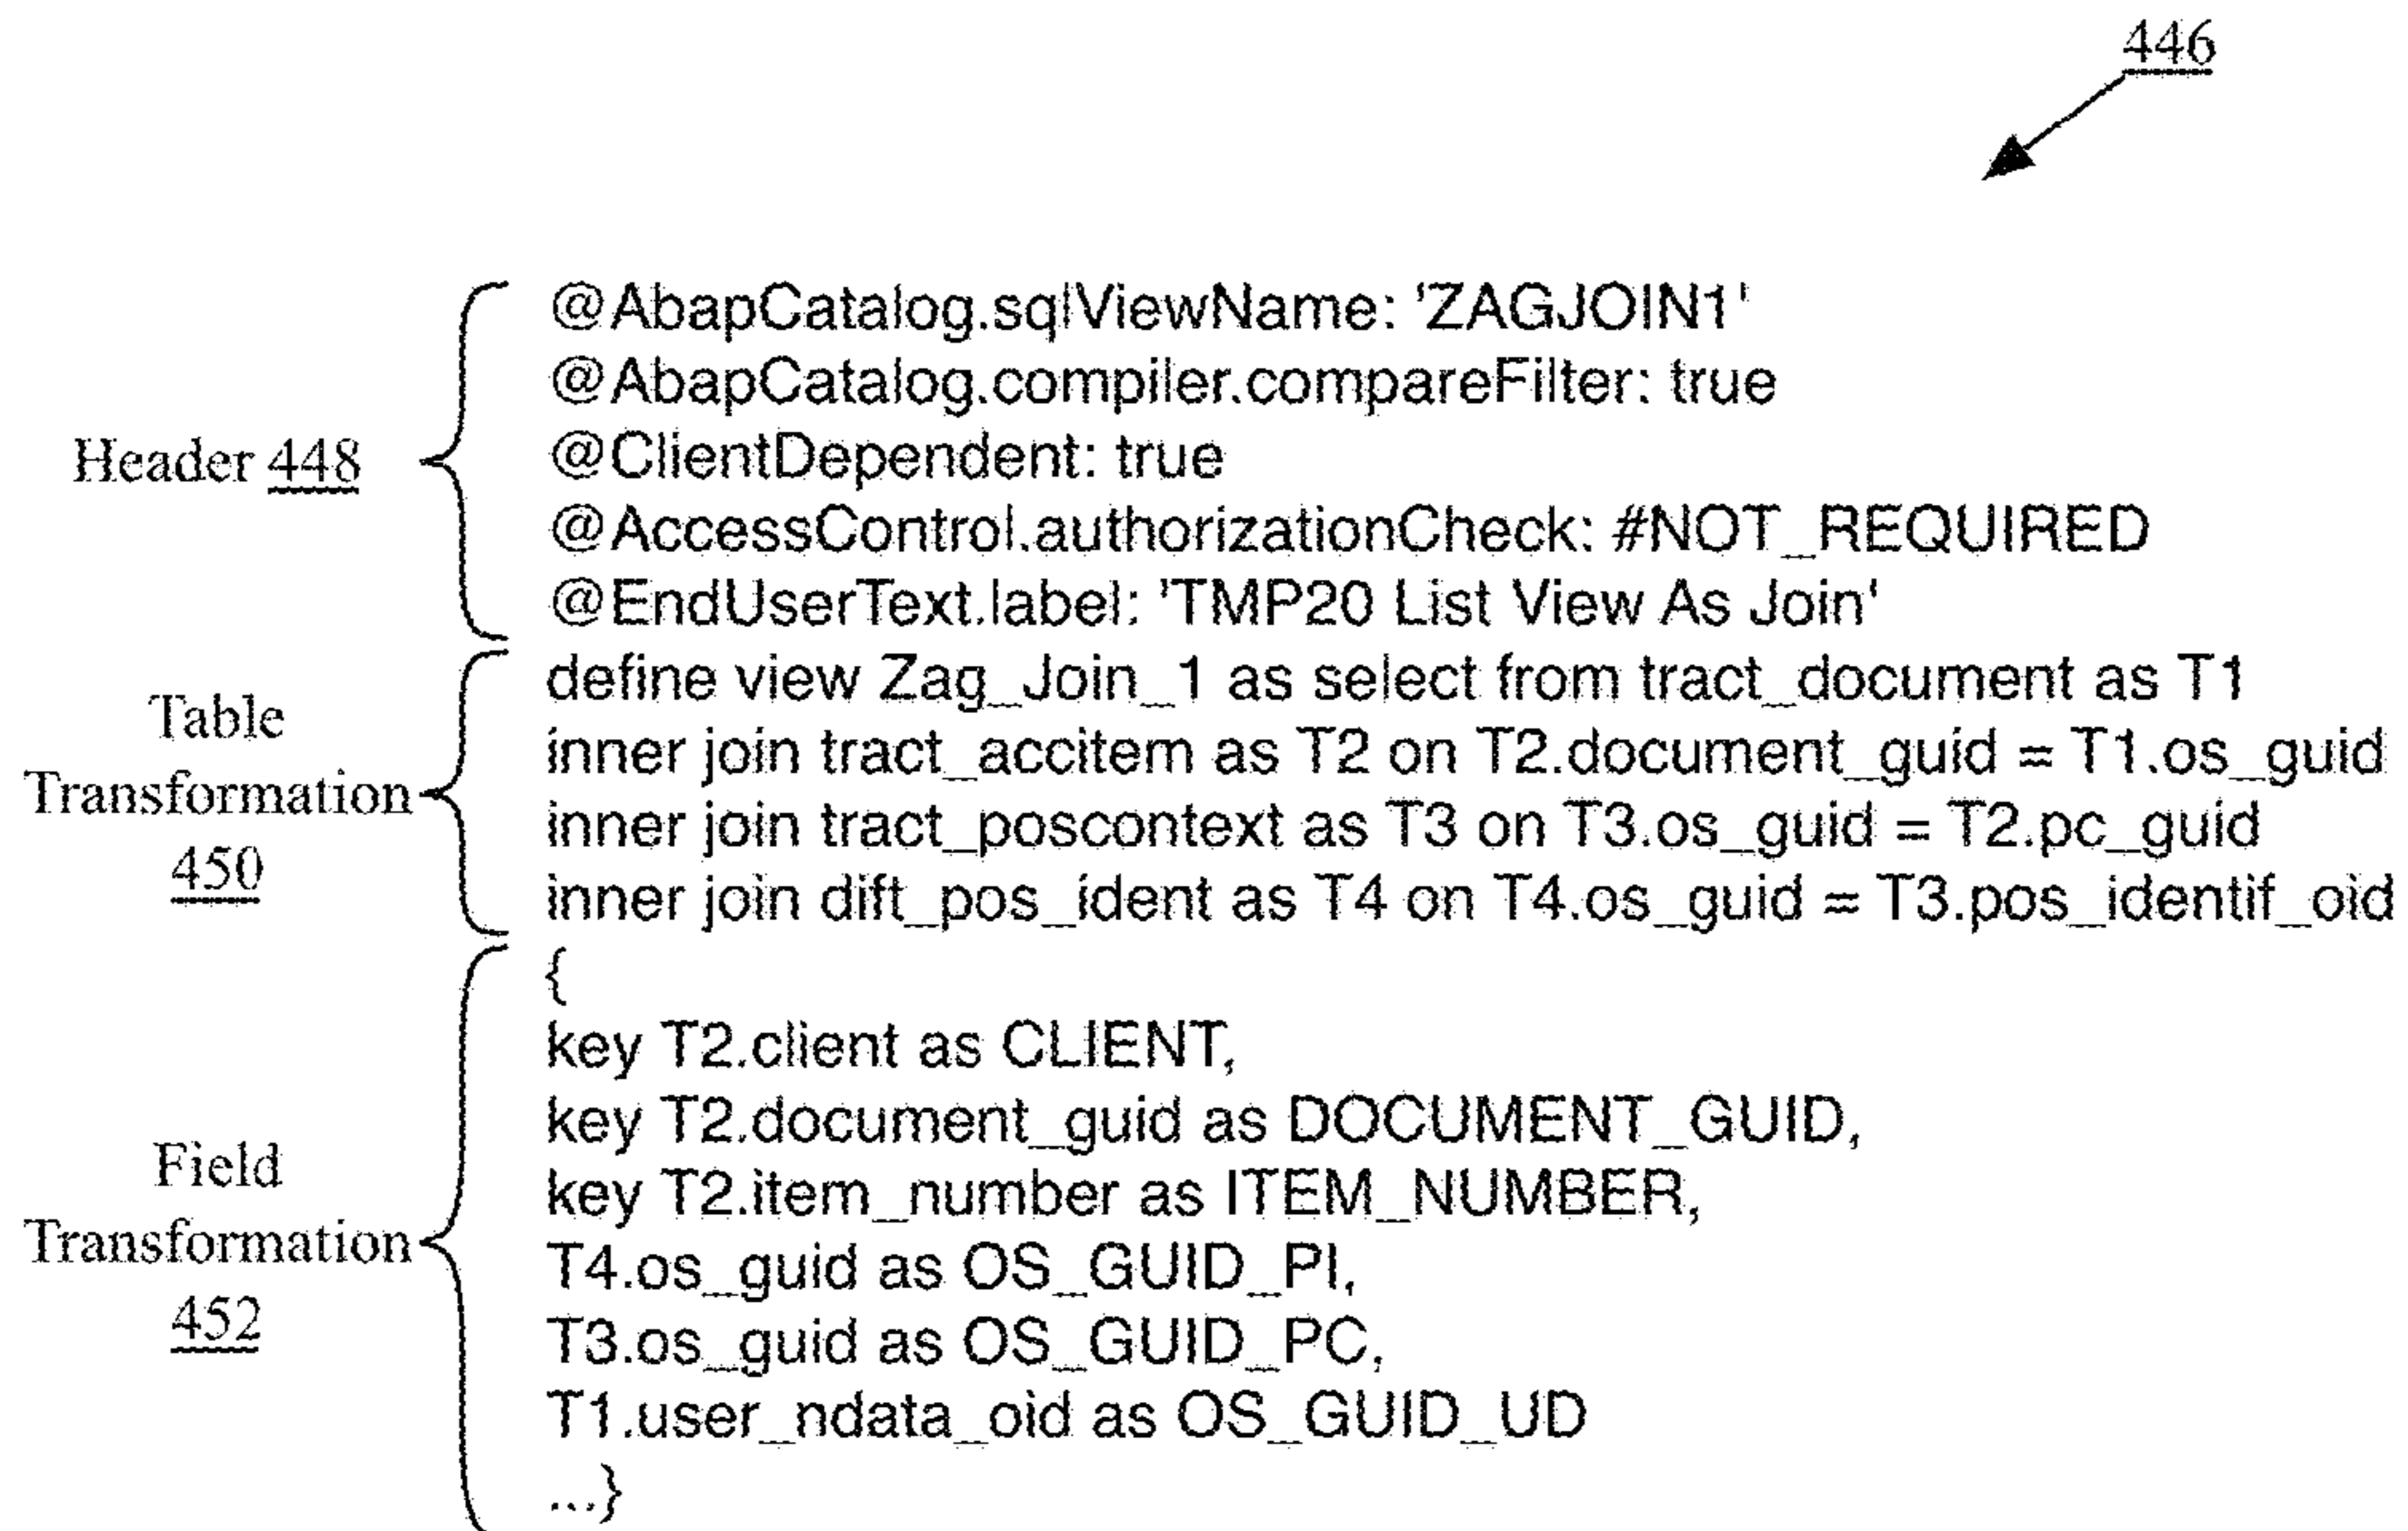 446
Header 448
@AbapCatalog.sqlViewName: 'ZAGJOIN1'
@AbapCatalog.compiler.compareFilter: true
@ClientDependent: true
@AccessControl.authorizationCheck: #NOT_REQUIRED
@EndUserText.label: 'TMP20 List View As Join'
Table
Transformation
450
define view Zag_Join_1 as select from tract_document as T1
inner join tract_accitem as T2 on T2.document_guid = T1.os_guid
inner join tract_poscontext as T3 on T3.os_guid = T2.pc_guid
inner join dift_pos_ident as T4 on T4.os_guid = T3.pos_identif_oid
Field
Transformation
452
{
key T2.client as CLIENT,
key T2.document_guid as DOCUMENT_GUID,
key T2.item_number as ITEM_NUMBER,
T4.os_guid as OS_GUID_PI,
T3.os_guid as OS_GUID_PC,
T1.user_ndata_oid as OS_GUID_UD
...}